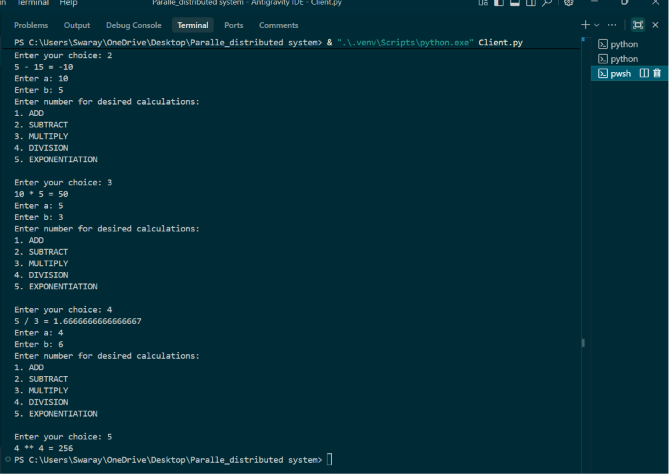 Terminal Help
Paralle_distributed system - Antigravity IDE - Client.py
Problems Output Debug Console Terminal Ports Comments
PS C:\Users\Swaray\OneDrive\Desktop\Paralle_distributed system> & ".\.venv\Scripts\python.exe" Client.py
Enter your choice: 2
5 - 15 = -10
Enter a: 10
Enter b: 5
Enter number for desired calculations:
1. ADD
2. SUBTRACT
3. MULTIPLY
4. DIVISION
5. EXPONENTIATION
Enter your choice: 3
10 * 5 = 50
Enter a: 5
Enter b: 3
Enter number for desired calculations:
1. ADD
2. SUBTRACT
3. MULTIPLY
4. DIVISION
5. EXPONENTIATION
Enter your choice: 4
5 / 3 = 1.6666666666666667
Enter a: 4
Enter b: 6
Enter number for desired calculations:
1. ADD
2. SUBTRACT
3. MULTIPLY
4. DIVISION
5. EXPONENTIATION
Enter your choice: 5
4 ** 4 = 256
PS C:\Users\Swaray\OneDrive\Desktop\Paralle_distributed system>
python
python
pwsh